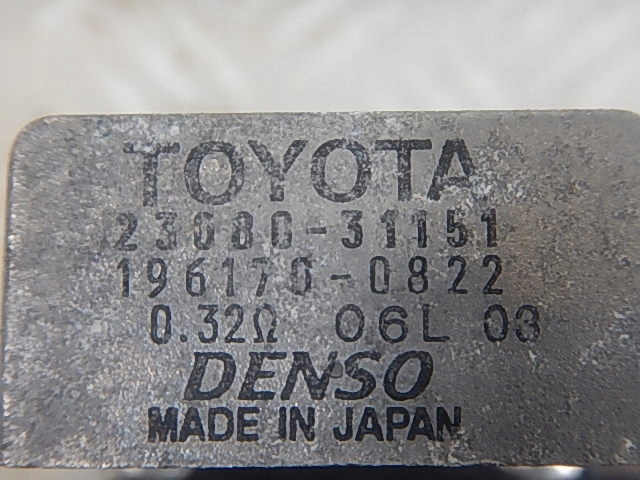 TOYOTA
23080-31151
196170-0822
0.32Ω 06L 03
DENSO
MADE IN JAPAN